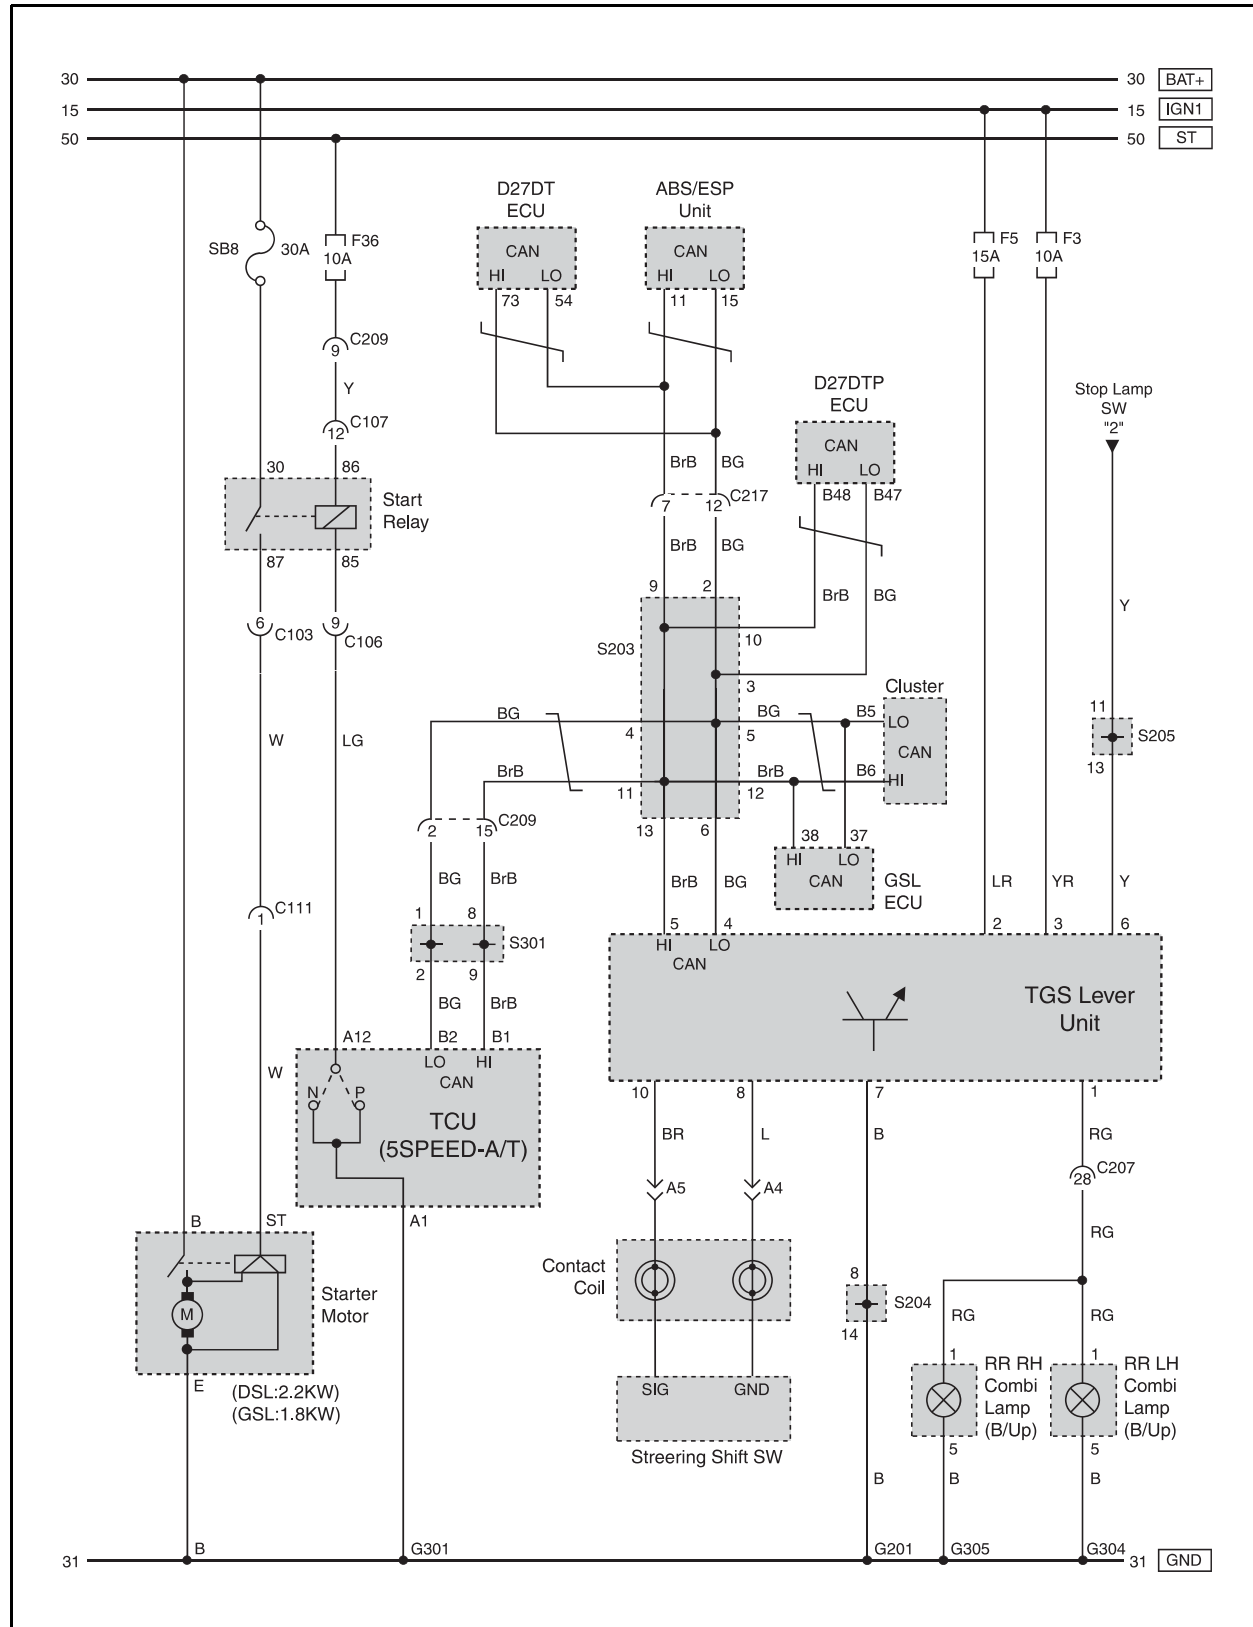 30 30 BAT+
15 15 IGN1
50 50 ST
D27DT
ECU
ABS/ESP
Unit
SB8 30A
F36
10A
CAN
HI LO
73 54
CAN
HI LO
11 15
F5
15A
F3
10A
C209
9
Y
C107
12
D27DTP
ECU
CAN
HI LO
B48 B47
Stop Lamp
SW
"2"
30 86
Start
Relay
87 85
BrB BG
7 12 C217
BrB BG
9 2
BrB BG
Y
6 C103
9 C106
S203
10
3
Cluster
W LG
BG
4
BG
5
B5
LO
CAN
11
S205
13
BrB
11
BrB
12
B6
HI
13 6
2 15 C209
38 37
HI LO
CAN
GSL
ECU
BG BrB
BrB BG
LR YR Y
C111
1
1 8
S301
2 9
5 4 2 3 6
HI LO
CAN
TGS Lever
Unit
BG BrB
A12 B2 B1
LO HI
CAN
W
N P
TCU
(5SPEED-A/T)
A1
10 8 7 1
BR L B RG
C207
28
A5 A4
RG
B ST
M
Starter
Motor
E
(DSL:2.2KW)
(GSL:1.8KW)
Contact
Coil
8
S204
14
RG RG
SIG GND
Streering Shift SW
1
RR RH
Combi
Lamp
(B/Up)
5
1
RR LH
Combi
Lamp
(B/Up)
5
B B B
31 B G301 G201 G305 G304 31 GND